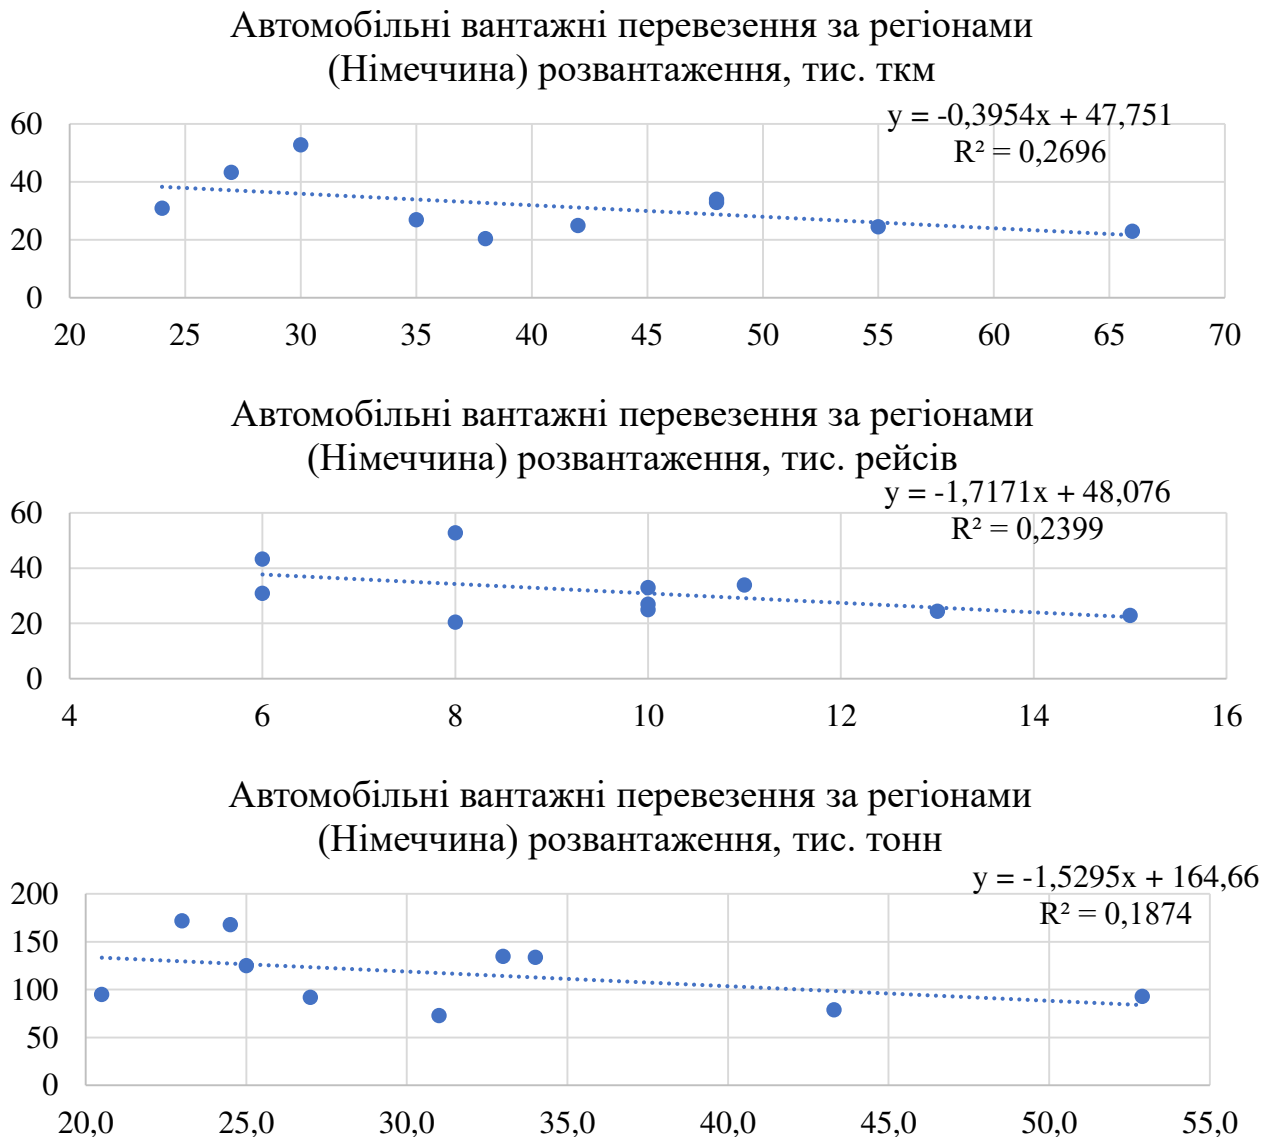 Автомобільні вантажні перевезення за регіонами
(Німеччина) розвантаження, тис. ткм
y = -0,3954x + 47,751
R² = 0,2696
60
40
20
0
20 25 30 35 40 45 50 55 60 65 70
Автомобільні вантажні перевезення за регіонами
(Німеччина) розвантаження, тис. рейсів
y = -1,7171x + 48,076
R² = 0,2399
60
40
20
0
4 6 8 10 12 14 16
Автомобільні вантажні перевезення за регіонами
(Німеччина) розвантаження, тис. тонн
y = -1,5295x + 164,66
R² = 0,1874
200
150
100
50
0
20,0 25,0 30,0 35,0 40,0 45,0 50,0 55,0